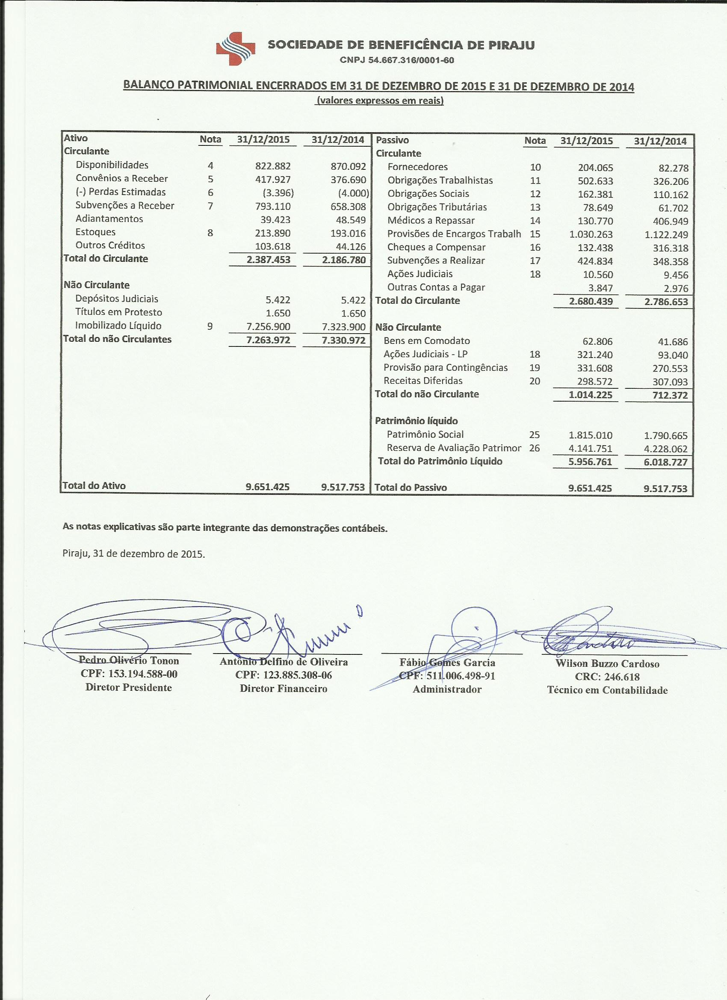 SOCIEDADE DE BENEFICÊNCIA DE PIRAJU
CNPJ 54.667.316/0001-60
BALANÇO PATRIMONIAL ENCERRADOS EM 31 DE DEZEMBRO DE 2015 E 31 DE DEZEMBRO DE 2014
(valores expressos em reais)
Ativo Nota 31/12/2015 31/12/2014
Circulante
Disponibilidades 4 822.882 870.092
Convênios a Receber 5 417.927 376.690
(-) Perdas Estimadas 6 (3.396) (4.000)
Subvenções a Receber 7 793.110 658.308
Adiantamentos 39.423 48.549
Estoques 8 213.890 193.016
Outros Créditos 103.618 44.126
Total do Circulante 2.387.453 2.186.780
Não Circulante
Depósitos Judiciais 5.422 5.422
Títulos em Protesto 1.650 1.650
Imobilizado Líquido 9 7.256.900 7.323.900
Total do não Circulantes 7.263.972 7.330.972
Total do Ativo 9.651.425 9.517.753
Passivo Nota 31/12/2015 31/12/2014
Circulante
Fornecedores 10 204.065 82.278
Obrigações Trabalhistas 11 502.633 326.206
Obrigações Sociais 12 162.381 110.162
Obrigações Tributárias 13 78.649 61.702
Médicos a Repassar 14 130.770 406.949
Provisões de Encargos Trabalh 15 1.030.263 1.122.249
Cheques a Compensar 16 132.438 316.318
Subvenções a Realizar 17 424.834 348.358
Ações Judiciais 18 10.560 9.456
Outras Contas a Pagar 3.847 2.976
Total do Circulante 2.680.439 2.786.653
Não Circulante
Bens em Comodato 62.806 41.686
Ações Judiciais - LP 18 321.240 93.040
Provisão para Contingências 19 331.608 270.553
Receitas Diferidas 20 298.572 307.093
Total do não Circulante 1.014.225 712.372
Patrimônio líquido
Patrimônio Social 25 1.815.010 1.790.665
Reserva de Avaliação Patrimor 26 4.141.751 4.228.062
Total do Patrimônio Líquido 5.956.761 6.018.727
Total do Passivo 9.651.425 9.517.753
As notas explicativas são parte integrante das demonstrações contábeis.
Piraju, 31 de dezembro de 2015.
Pedro Olivério Tonon
CPF: 153.194.588-00
Diretor Presidente
Antônio Delfino de Oliveira
CPF: 123.885.308-06
Diretor Financeiro
Fábio Gomes Garcia
CPF: 511.006.498-91
Administrador
Wilson Buzzo Cardoso
CRC: 246.618
Técnico em Contabilidade